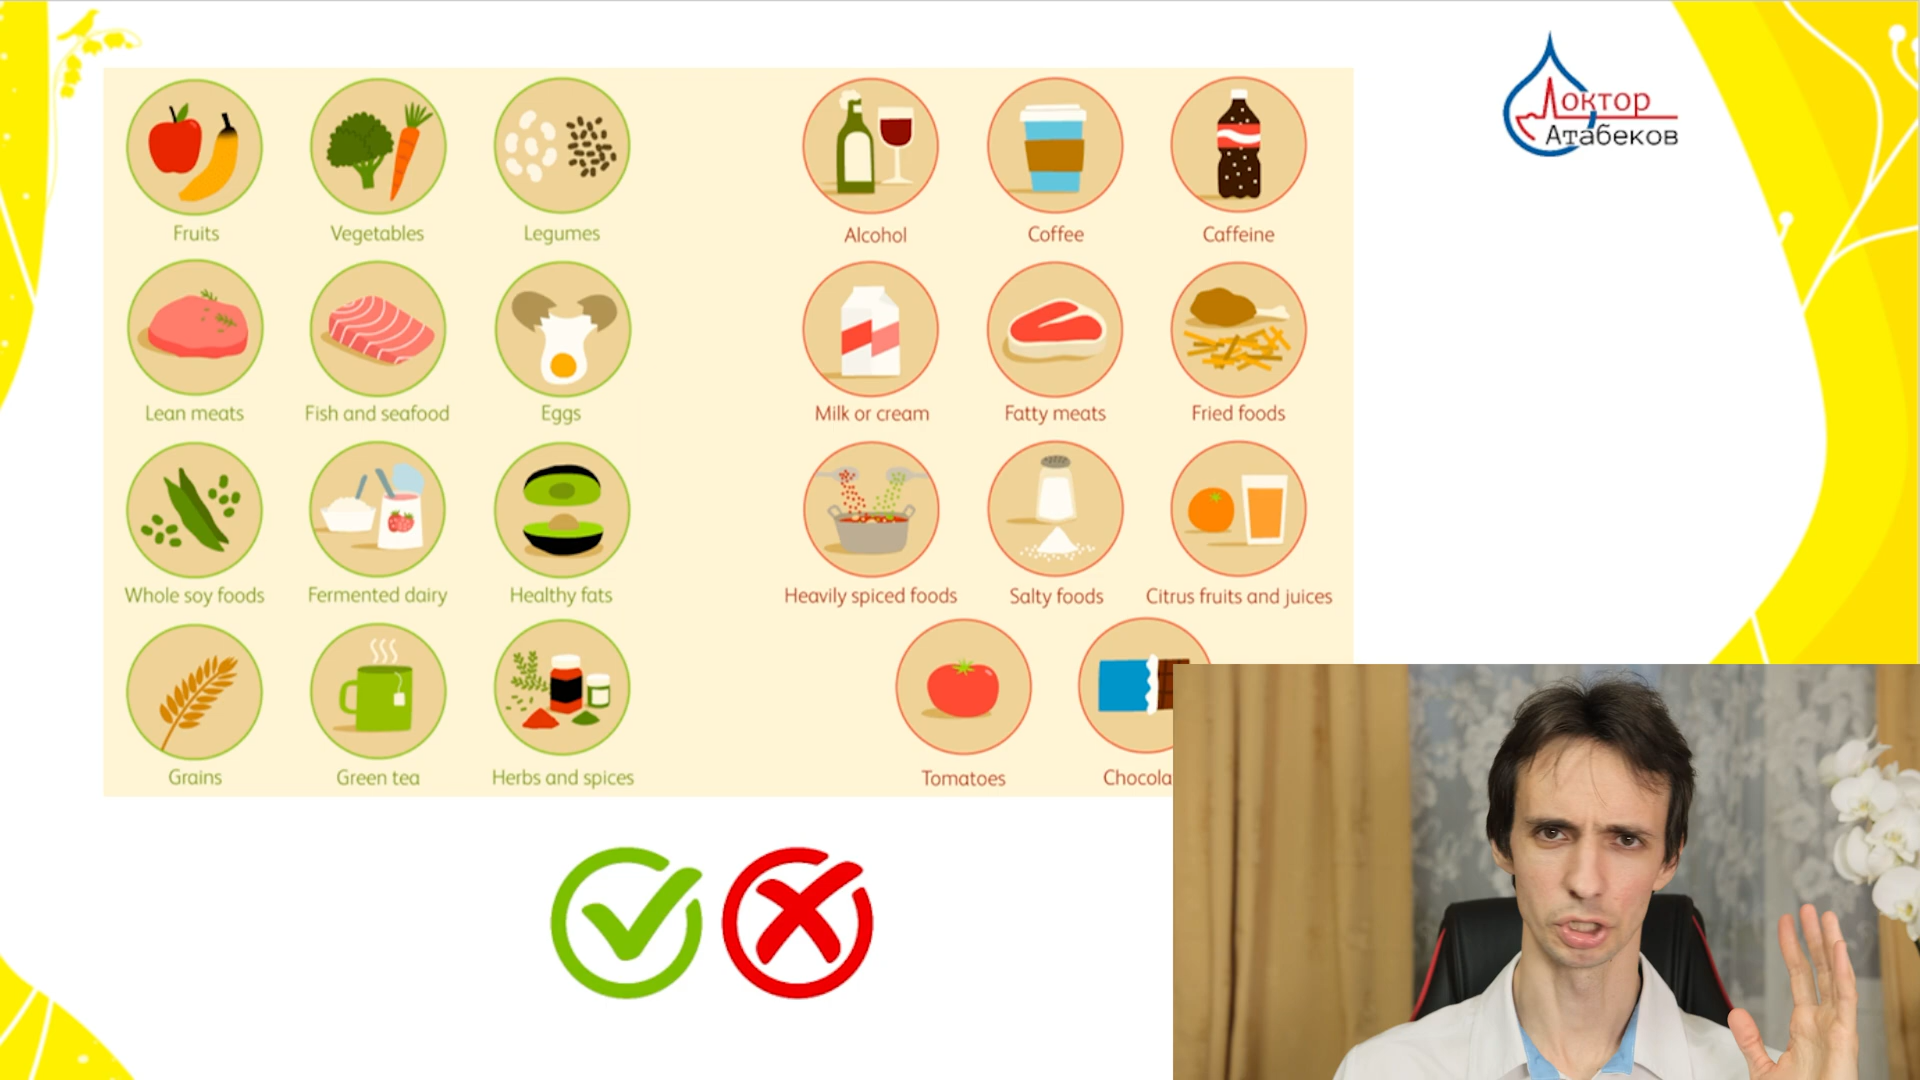 Доктор
Атабеков
Fruits
Vegetables
Legumes
Alcohol
Coffee
Caffeine
Lean meats
Fish and seafood
Eggs
Milk or cream
Fatty meats
Fried foods
Whole soy foods
Fermented dairy
Healthy fats
Heavily spiced foods
Salty foods
Citrus fruits and juices
Grains
Green tea
Herbs and spices
Tomatoes
Chocola